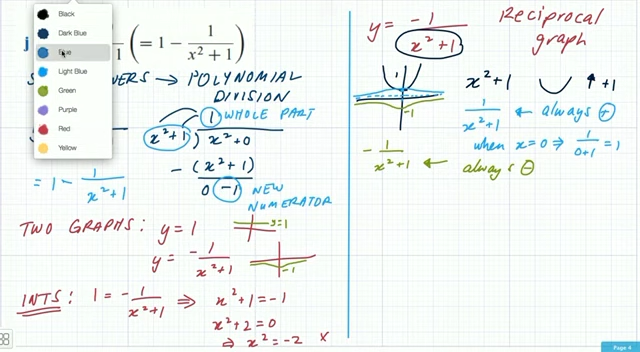 Black
Dark Blue
Blue
Light Blue
Green
Purple
Red
Yellow
(= 1 - 1/(x² + 1))
→ POLYNOMIAL
DIVISION
1 WHOLE PART
x²+1 ) x²+0
- (x²+1)
0 -1 NEW
NUMERATOR
= 1 - 1/(x²+1)
TWO GRAPHS: y = 1
y=1
y = -1/(x²+1)
-1
INTS: 1 = -1/(x²+1) ⇒ x²+1 = -1
x²+2 = 0
⇒ x² = -2 x
y = -1/(x²+1) Reciprocal
graph
1
-1
x²+1 ↑ +1
1/(x²+1) ← always +
when x=0 ⇒ 1/(0+1) = 1
-1/(x²+1) ← always -
Page 4